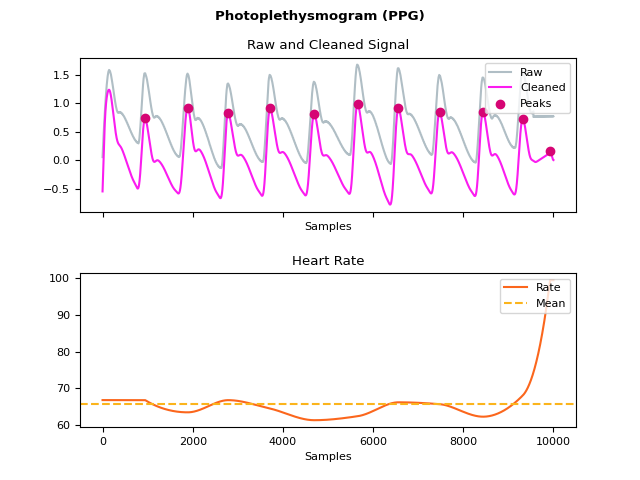 Photoplethysmogram (PPG)
Raw and Cleaned Signal
1.5
1.0
0.5
0.0
−0.5
Raw
Cleaned
Peaks
Samples
Heart Rate
100
90
80
70
60
Rate
Mean
0
2000
4000
6000
8000
10000
Samples